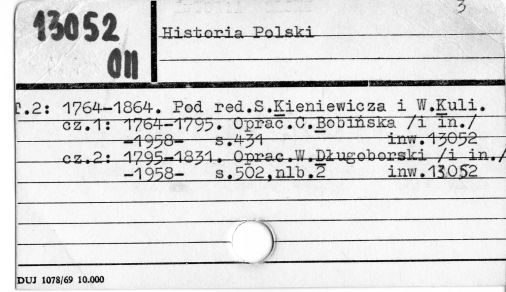 3
13052
011
Historia Polski
T.2: 1764-1864. Pod red.S.Kieniewicza i W.Kuli.
cz.1: 1764-1795. Oprac.C.Bobińska /i in./
-1958- s.431 inw.13052
cz.2: 1795-1831. Oprac.W.Długoborski /i in./
-1958- s.502,nlb.2 inw.13052
DUJ 1078/69 10.000